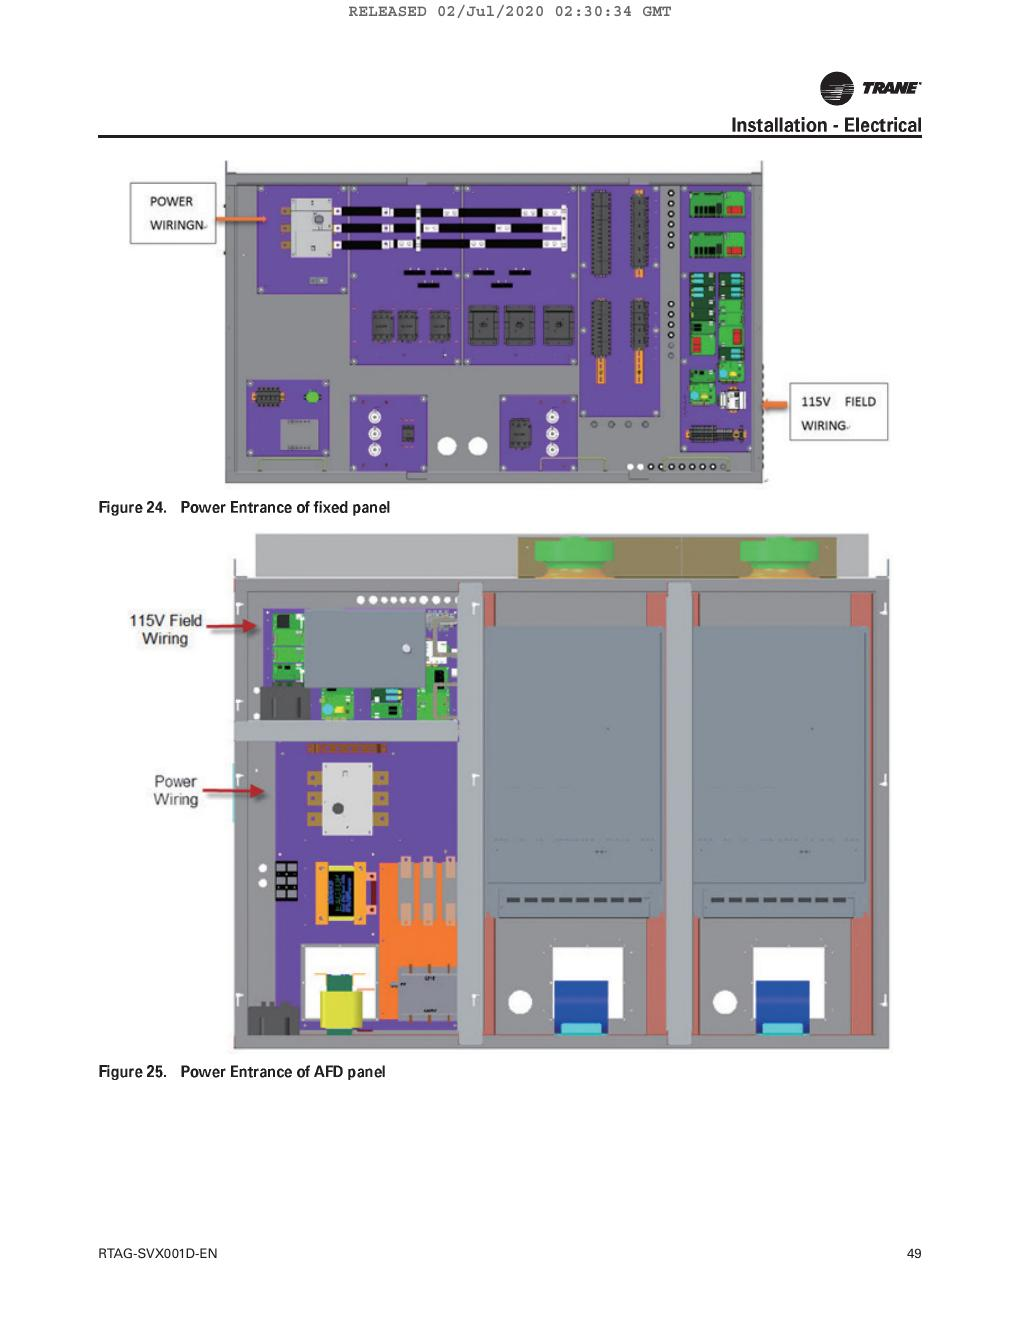 RELEASED 02/Jul/2020 02:30:34 GMT
TRANE
Installation - Electrical
POWER
WIRINGN
115V FIELD
WIRING
Figure 24. Power Entrance of fixed panel
115V Field
Wiring
Power
Wiring
Figure 25. Power Entrance of AFD panel
RTAG-SVX001D-EN
49